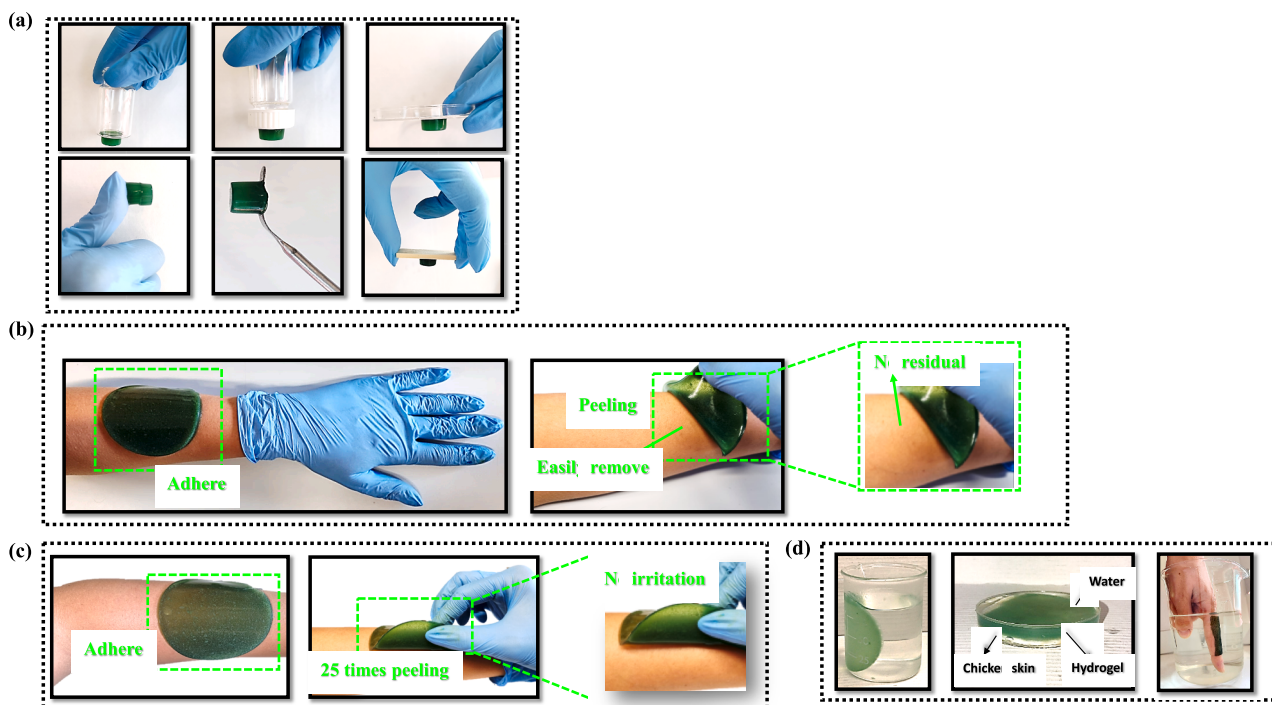 (a)
(b)
Adhere
Peeling
Easil remove
N residual
(c)
Adhere
25 times peeling
N irritation
(d)
Water
Chicke skin
Hydrogel